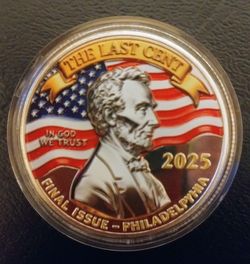 THE LAST CENT
IN GOD
WE TRUST
2025
FINAL ISSUE – PHILADELPHIA